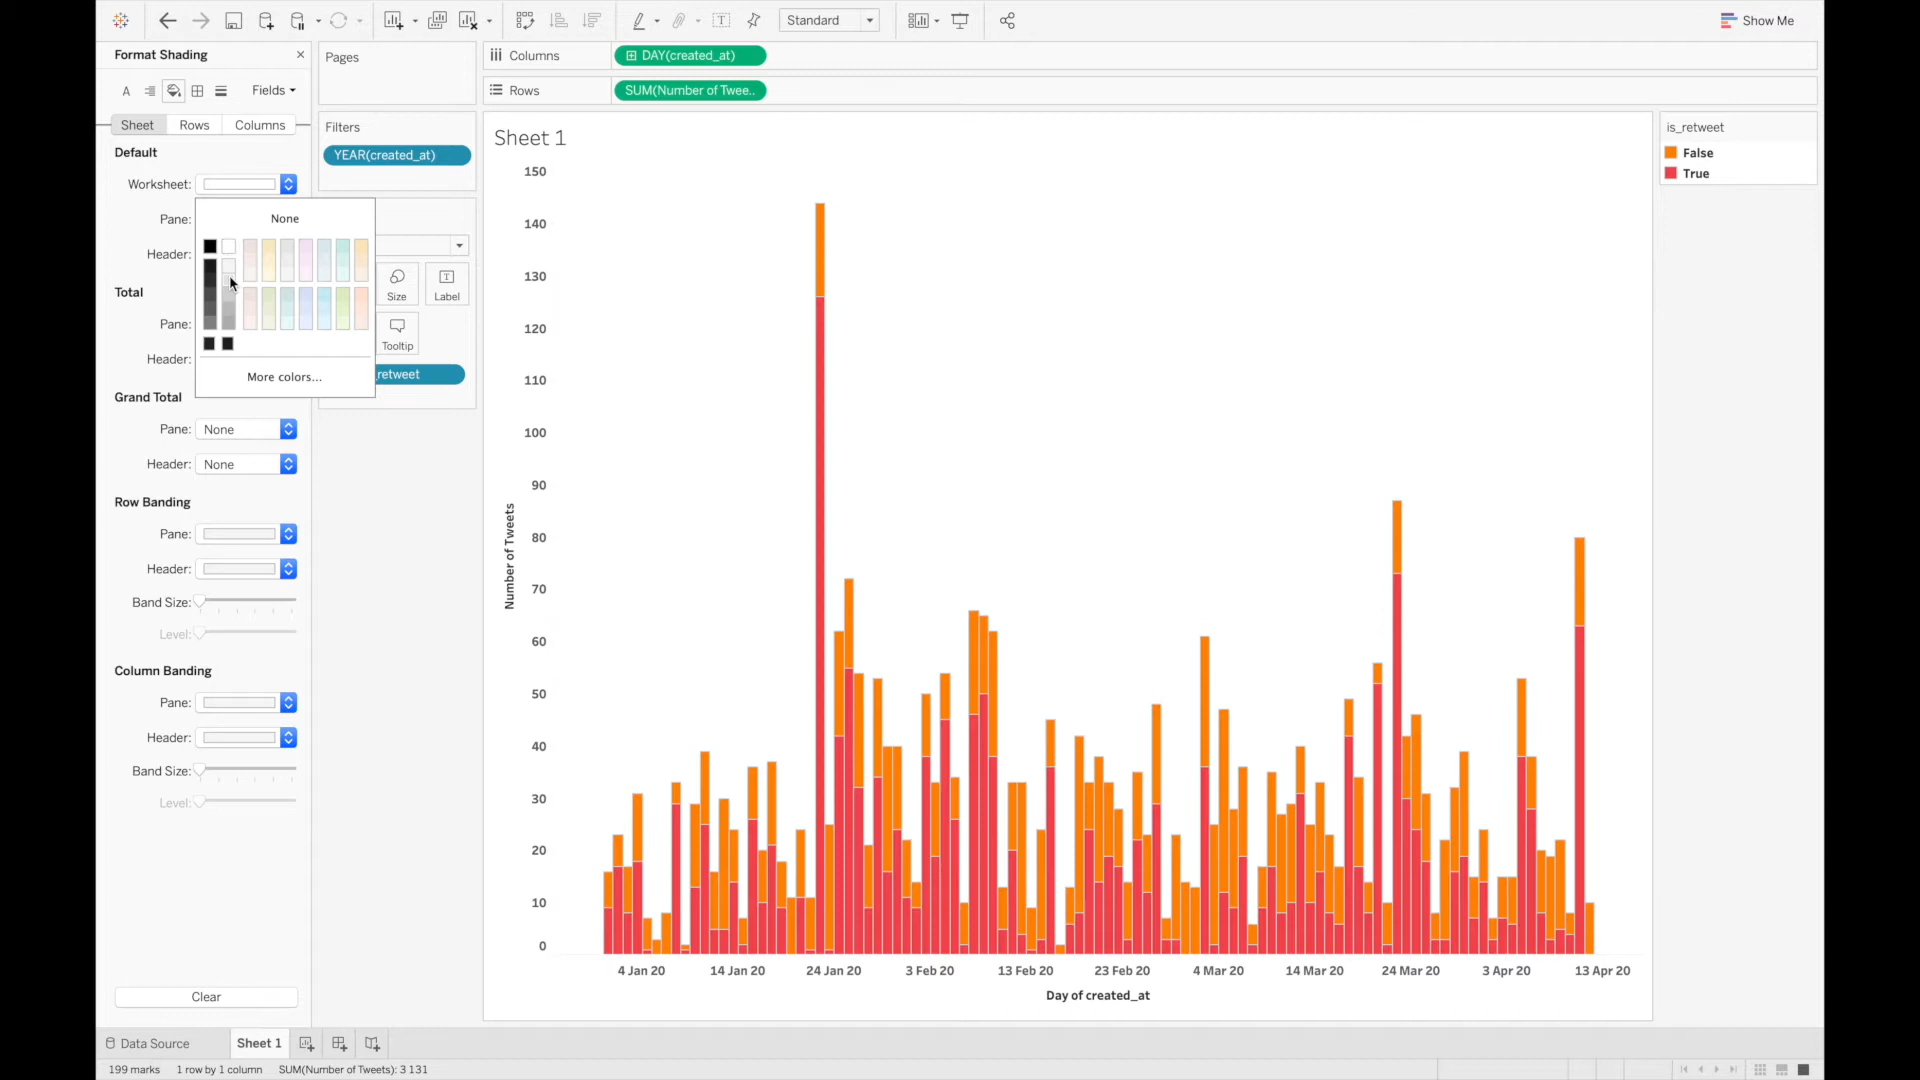 Standard
Show Me
Format Shading
Fields
Sheet
Rows
Columns
Default
Worksheet:
Pane:
Header:
None
More colors...
Total
Pane:
Header:
Grand Total
Pane: None
Header: None
Row Banding
Pane:
Header:
Band Size:
Level:
Column Banding
Pane:
Header:
Band Size:
Level:
Clear
Pages
Filters
YEAR(created_at)
Size
Label
Tooltip
retweet
Columns
DAY(created_at)
Rows
SUM(Number of Twee..
Sheet 1
150
140
130
120
110
100
90
80
70
60
50
40
30
20
10
0
Number of Tweets
4 Jan 20
14 Jan 20
24 Jan 20
3 Feb 20
13 Feb 20
23 Feb 20
4 Mar 20
14 Mar 20
24 Mar 20
3 Apr 20
13 Apr 20
Day of created_at
is_retweet
False
True
Data Source
Sheet 1
199 marks
1 row by 1 column
SUM(Number of Tweets): 3 131